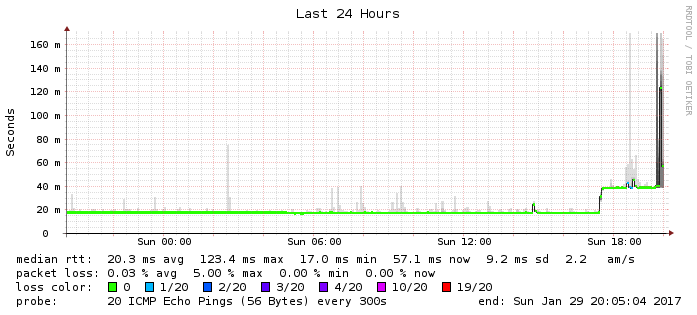 Last 24 Hours
RRDTOOL / TOBI OETIKER
Seconds
160 m
140 m
120 m
100 m
80 m
60 m
40 m
20 m
0
Sun 00:00 Sun 06:00 Sun 12:00 Sun 18:00
median rtt: 20.3 ms avg 123.4 ms max 17.0 ms min 57.1 ms now 9.2 ms sd 2.2 am/s
packet loss: 0.03 % avg 5.00 % max 0.00 % min 0.00 % now
loss color: 0 1/20 2/20 3/20 4/20 10/20 19/20
probe: 20 ICMP Echo Pings (56 Bytes) every 300s end: Sun Jan 29 20:05:04 2017